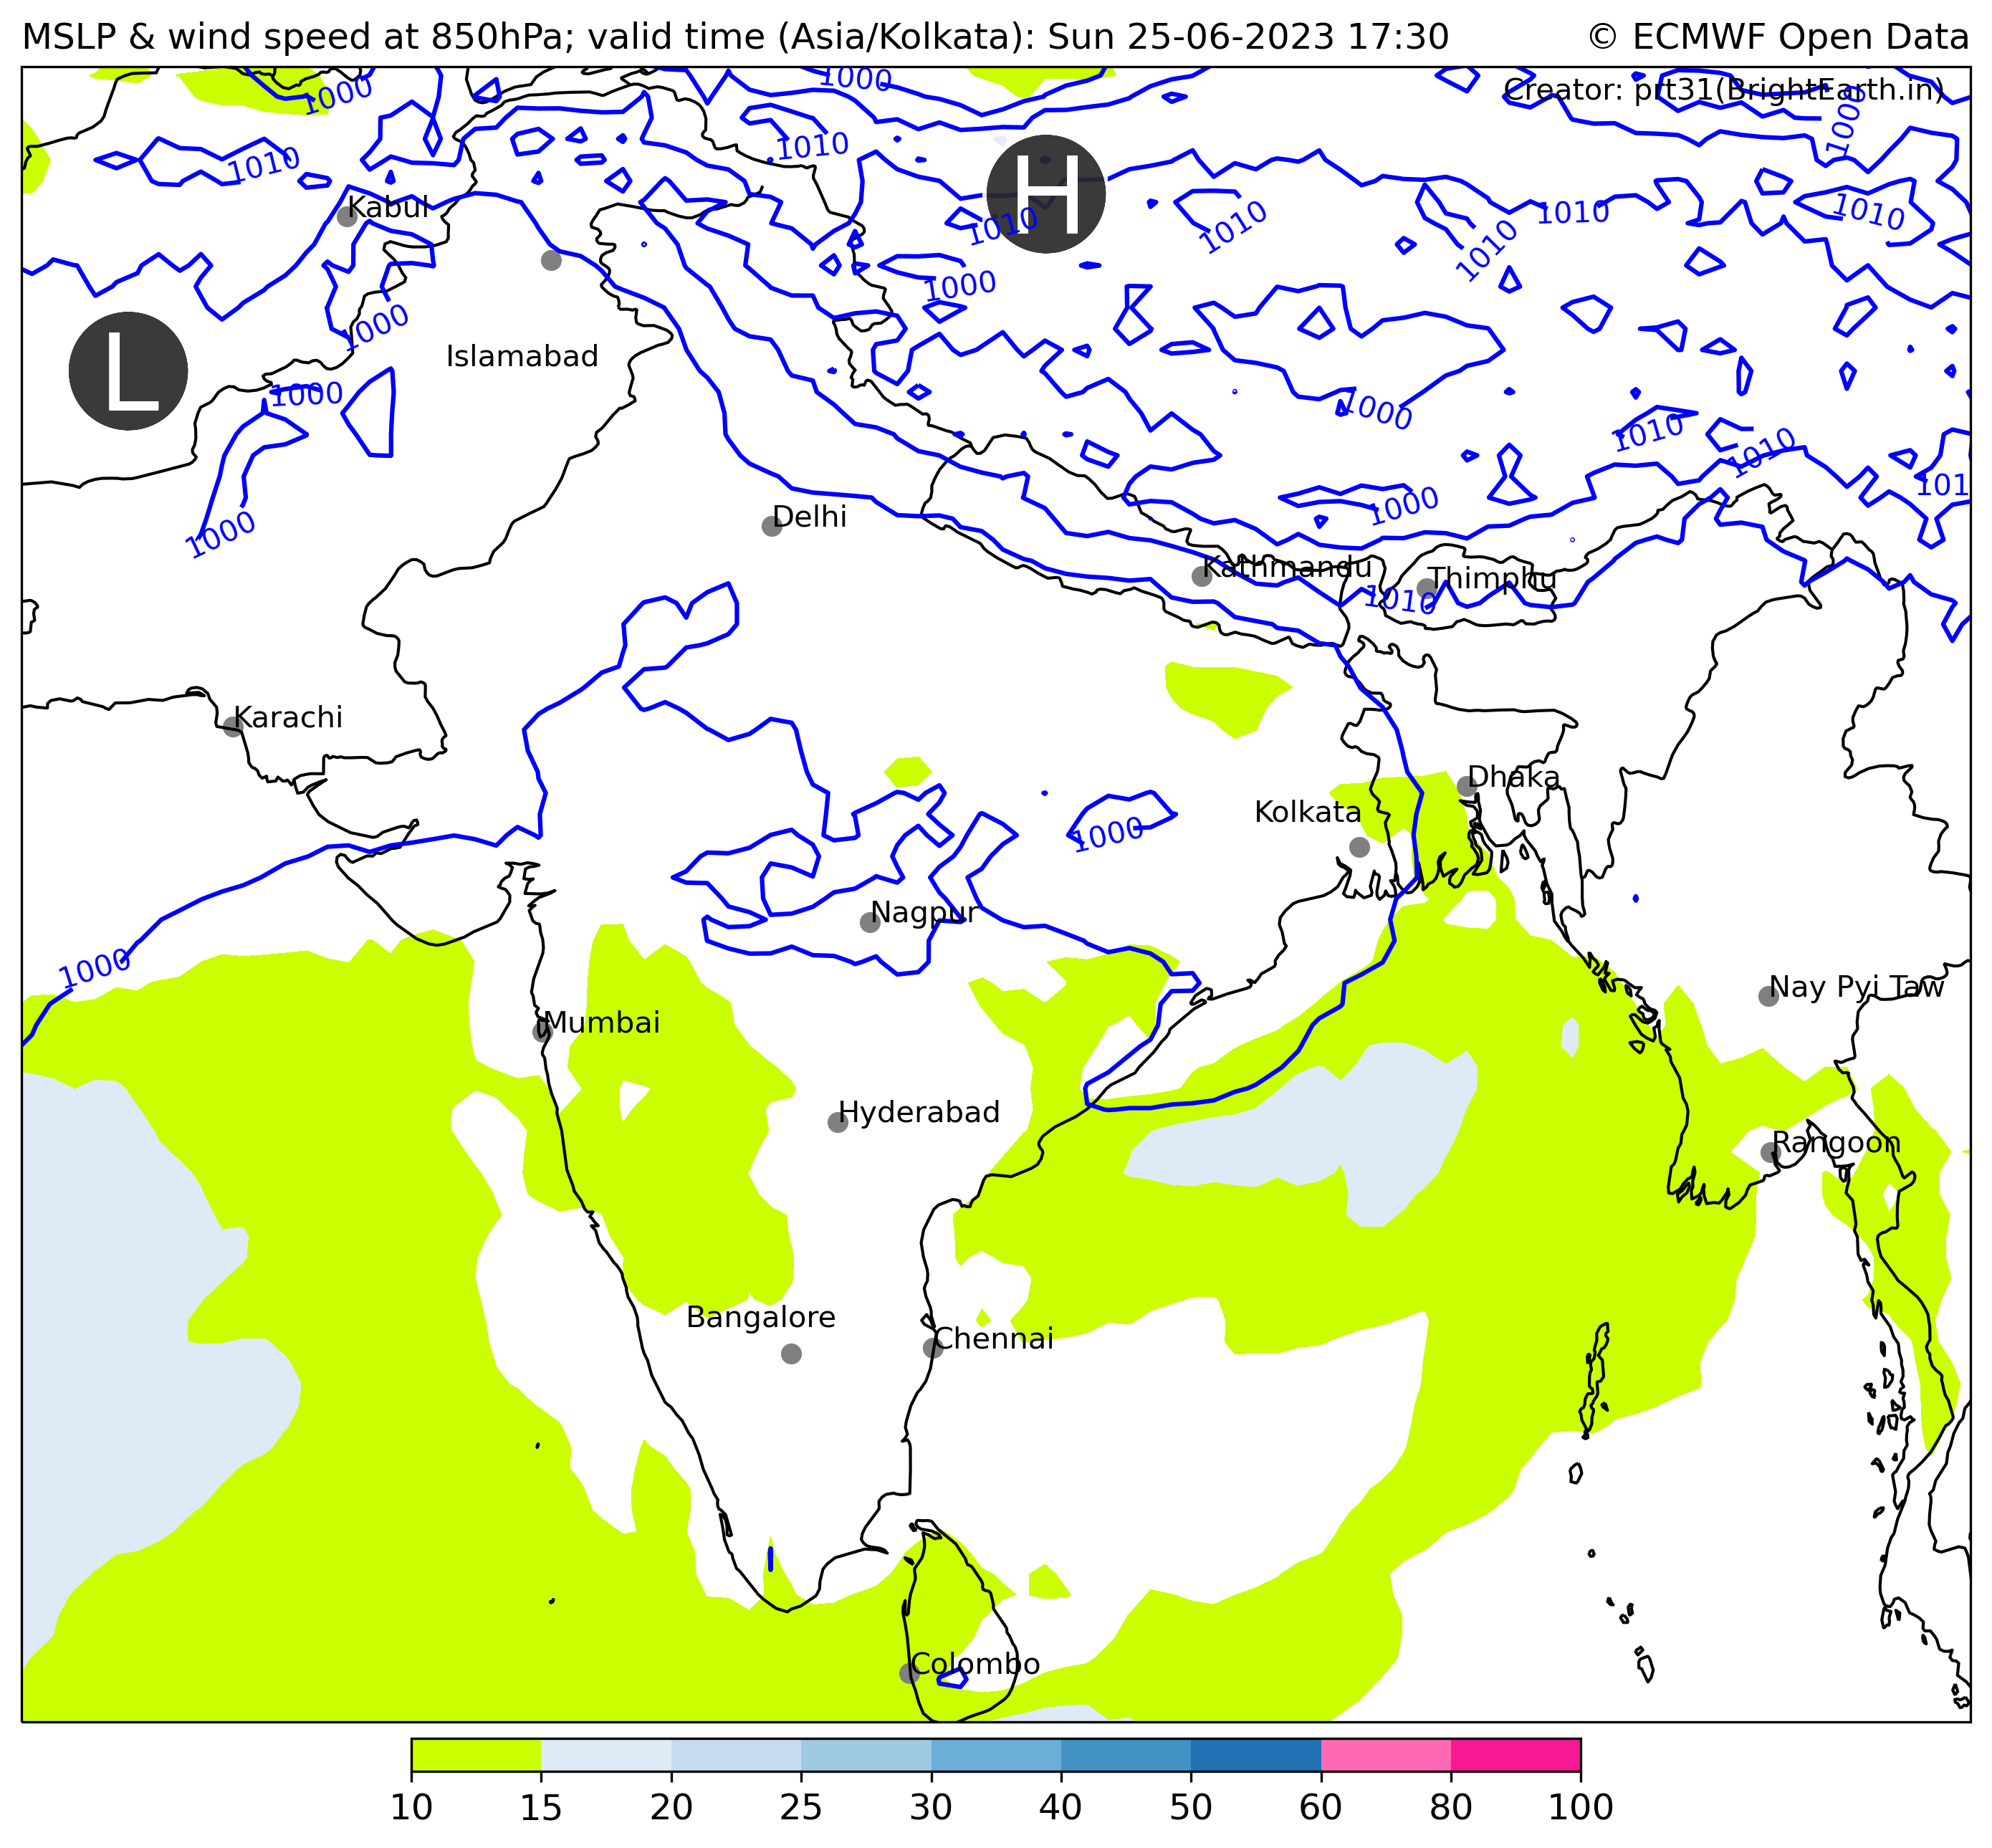 MSLP & wind speed at 850hPa; valid time (Asia/Kolkata): Sun 25-06-2023 17:30
© ECMWF Open Data
Creator: prt31(BrightEarth.in)
1000
1000
1000
1010
1010
H
1010
1010
1010
1010
1010
Kabul
1000
1000
L
Islamabad
1000
1000
1010
1010
101
1000
1000
Delhi
Kathmandu
Thimphu
1010
Karachi
Dhaka
Kolkata
1000
Nagpur
1000
Nay Pyi Taw
Mumbai
Hyderabad
Rangoon
Bangalore
Chennai
Colombo
10 15 20 25 30 40 50 60 80 100